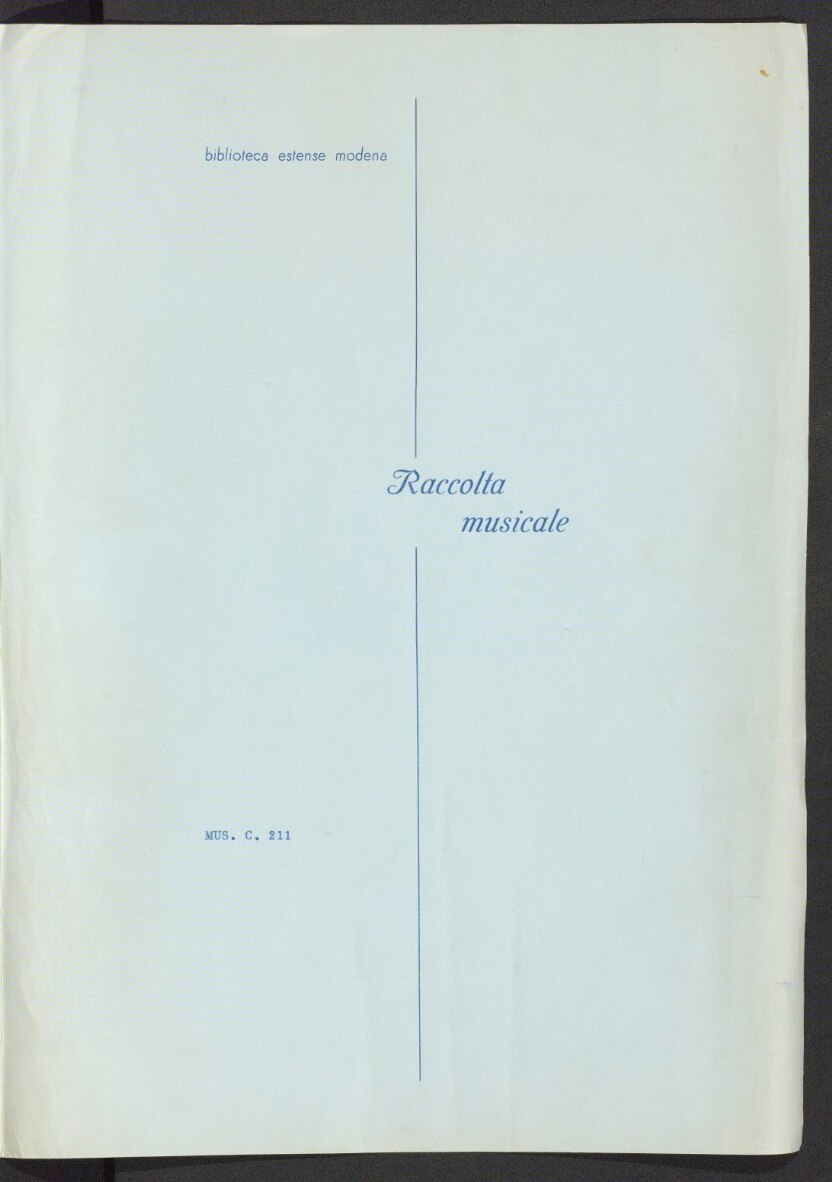 biblioteca estense modena
Raccolta
musicale
MUS. C. 211